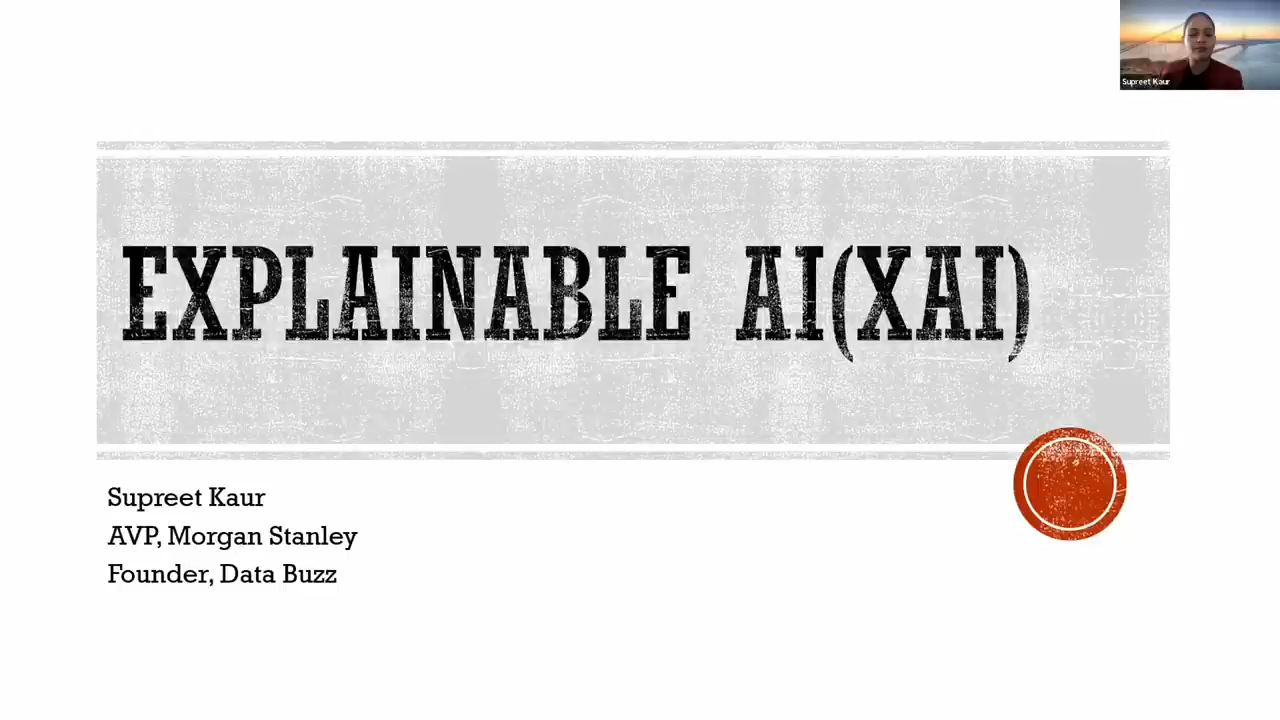 Supreet Kaur
EXPLAINABLE AI(XAI)
Supreet Kaur
AVP, Morgan Stanley
Founder, Data Buzz